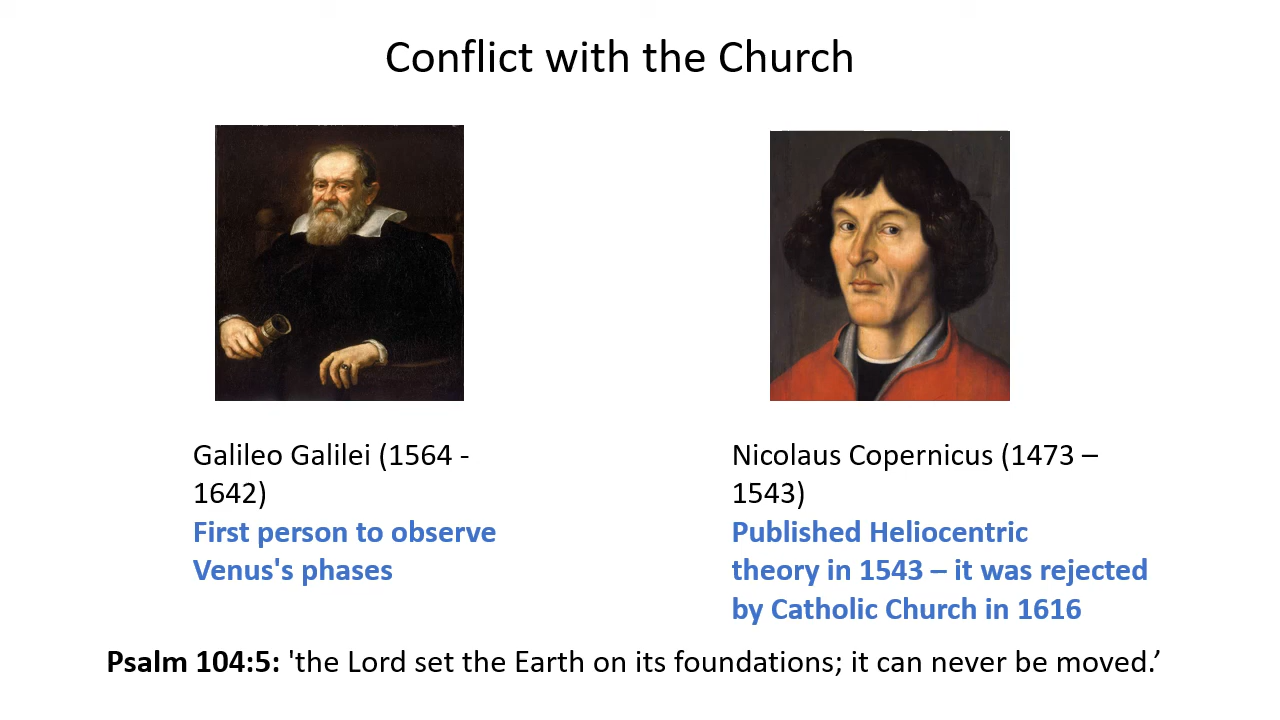 Conflict with the Church
Galileo Galilei (1564 -
1642)
First person to observe
Venus's phases
Nicolaus Copernicus (1473 –
1543)
Published Heliocentric
theory in 1543 – it was rejected
by Catholic Church in 1616
Psalm 104:5: 'the Lord set the Earth on its foundations; it can never be moved.’